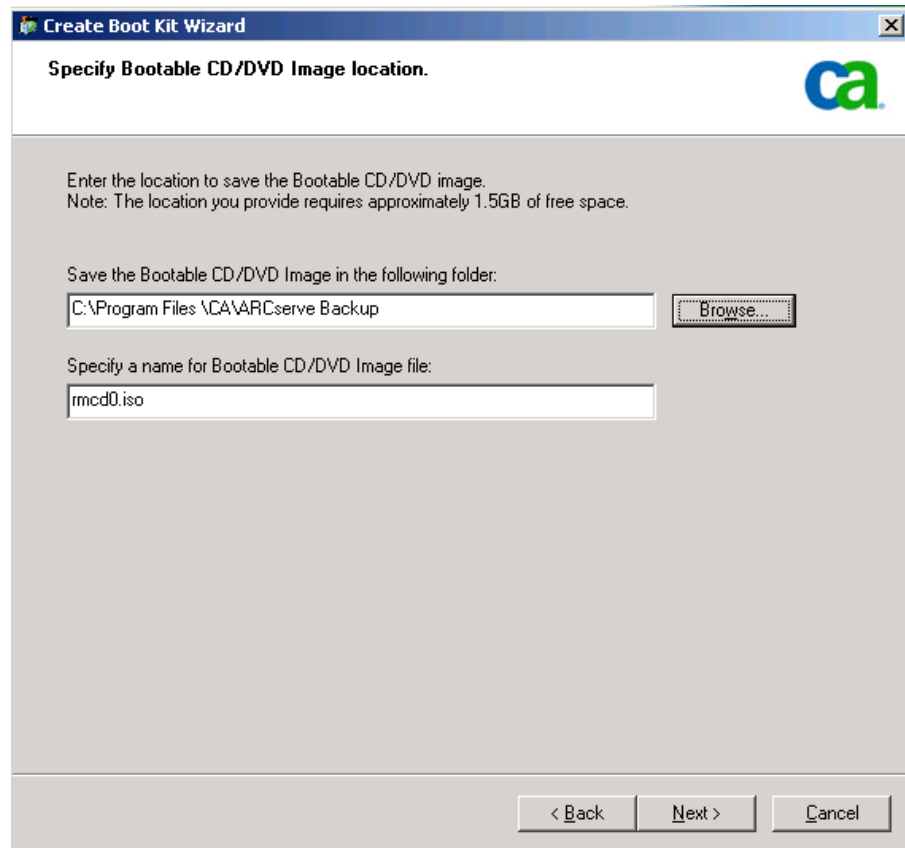 Create Boot Kit Wizard
Specify Bootable CD/DVD Image location.
ca
Enter the location to save the Bootable CD/DVD image.
Note: The location you provide requires approximately 1.5GB of free space.
Save the Bootable CD/DVD Image in the following folder:
C:\Program Files \CA\ARCserve Backup
Browse...
Specify a name for Bootable CD/DVD Image file:
rmcd0.iso
< Back
Next >
Cancel